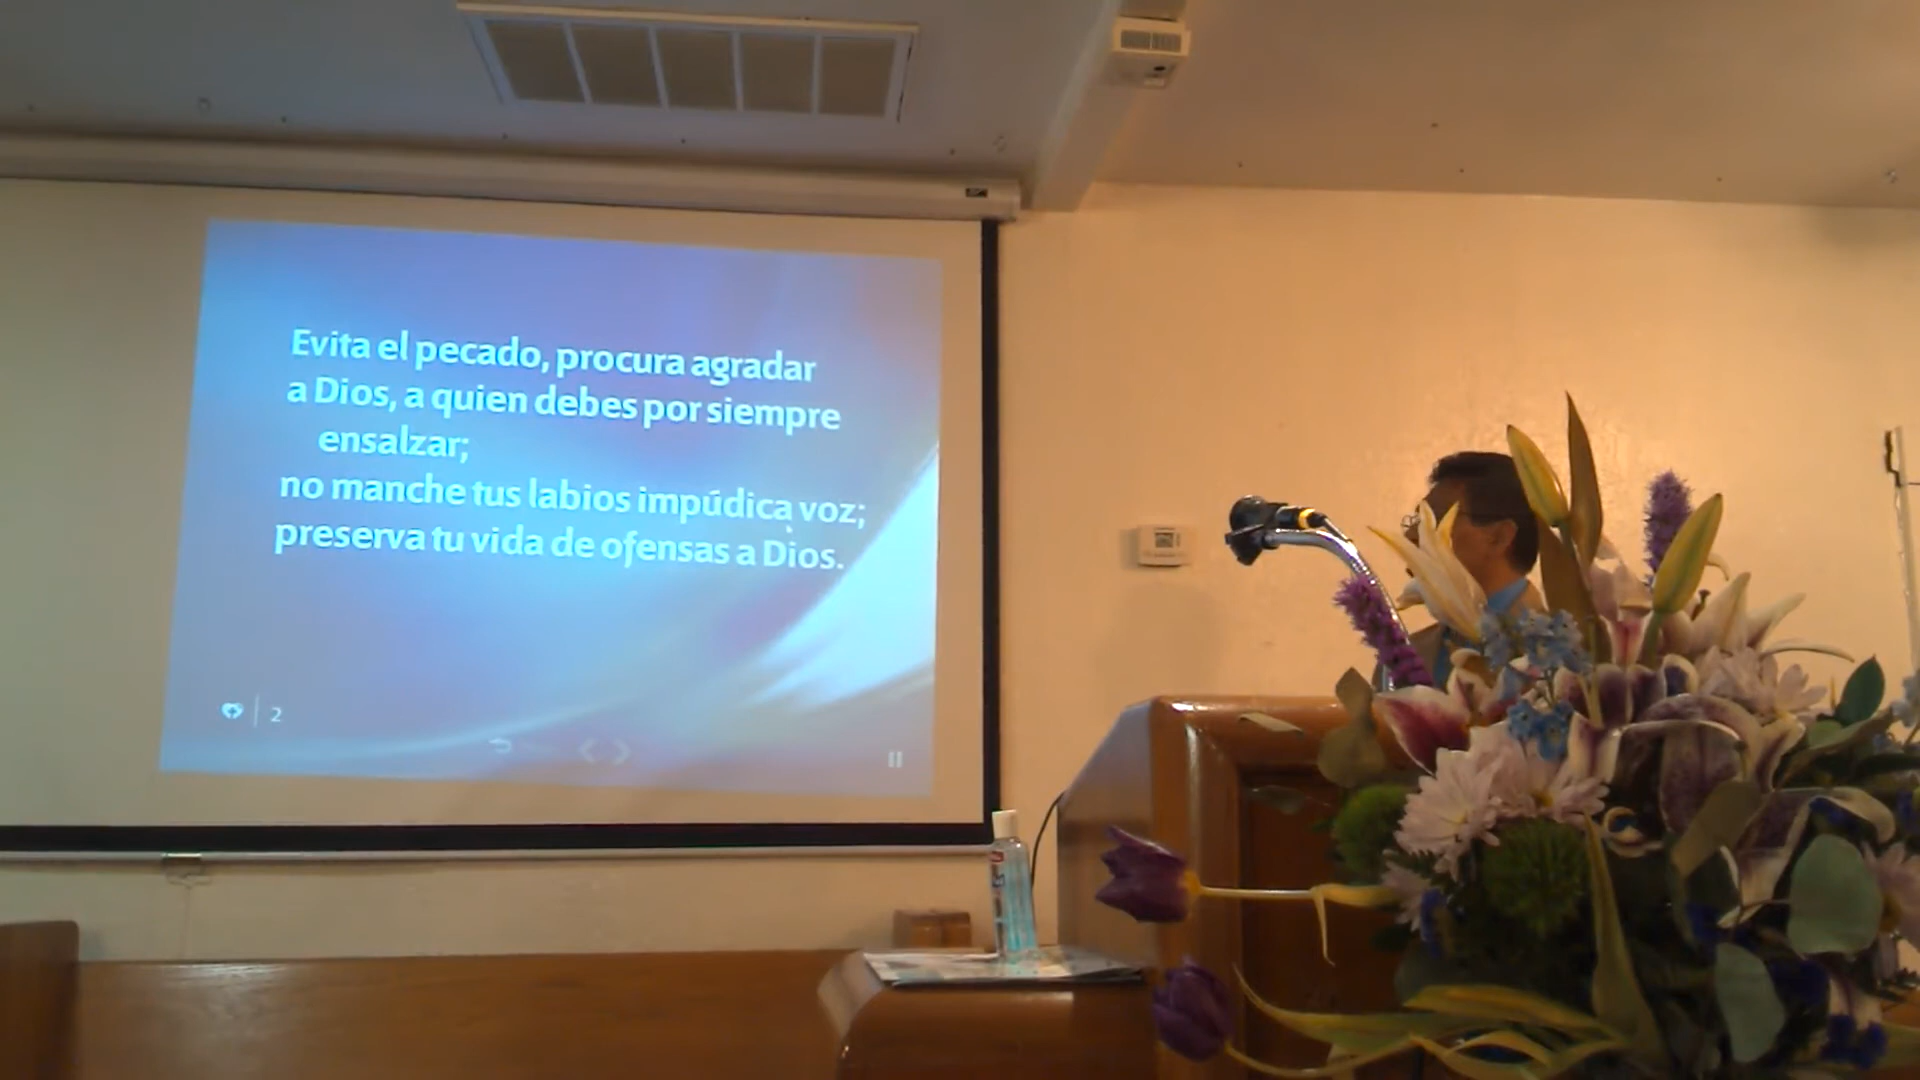 Evita el pecado, procura agradar
a Dios, a quien debes por siempre
ensalzar;
no manche tus labios impúdica voz;
preserva tu vida de ofensas a Dios.
2